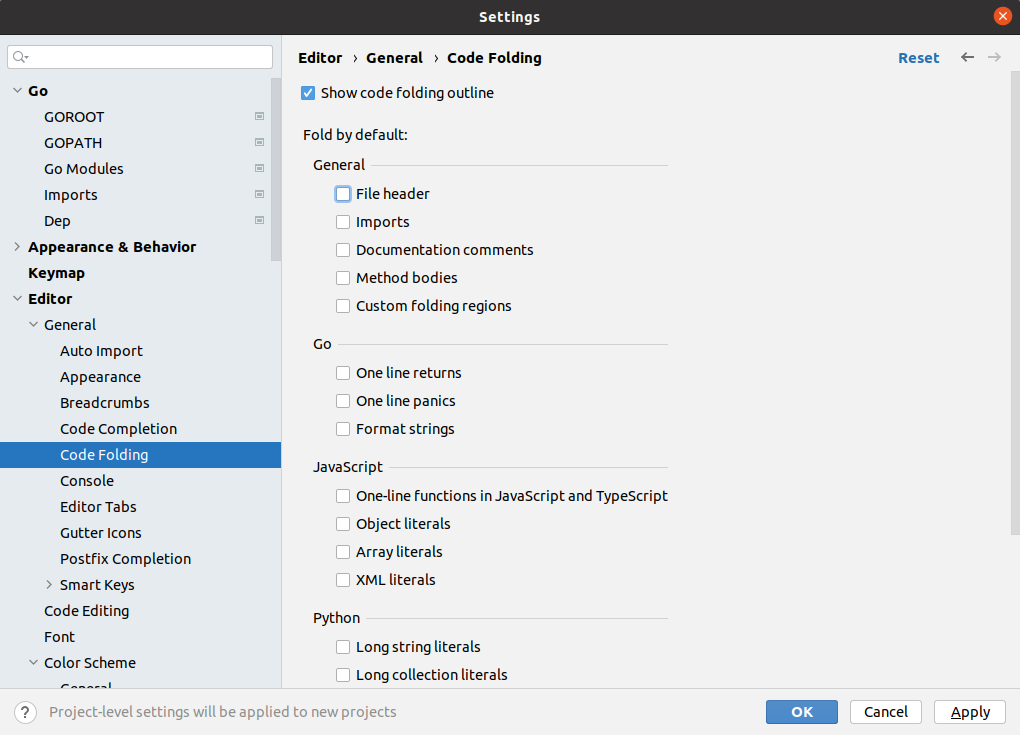 Settings
Go
GOROOT
GOPATH
Go Modules
Imports
Dep
Appearance & Behavior
Keymap
Editor
General
Auto Import
Appearance
Breadcrumbs
Code Completion
Code Folding
Console
Editor Tabs
Gutter Icons
Postfix Completion
Smart Keys
Code Editing
Font
Color Scheme
General
Editor › General › Code Folding
Reset
Show code folding outline
Fold by default:
General
File header
Imports
Documentation comments
Method bodies
Custom folding regions
Go
One line returns
One line panics
Format strings
JavaScript
One-line functions in JavaScript and TypeScript
Object literals
Array literals
XML literals
Python
Long string literals
Long collection literals
? Project-level settings will be applied to new projects
OK
Cancel
Apply